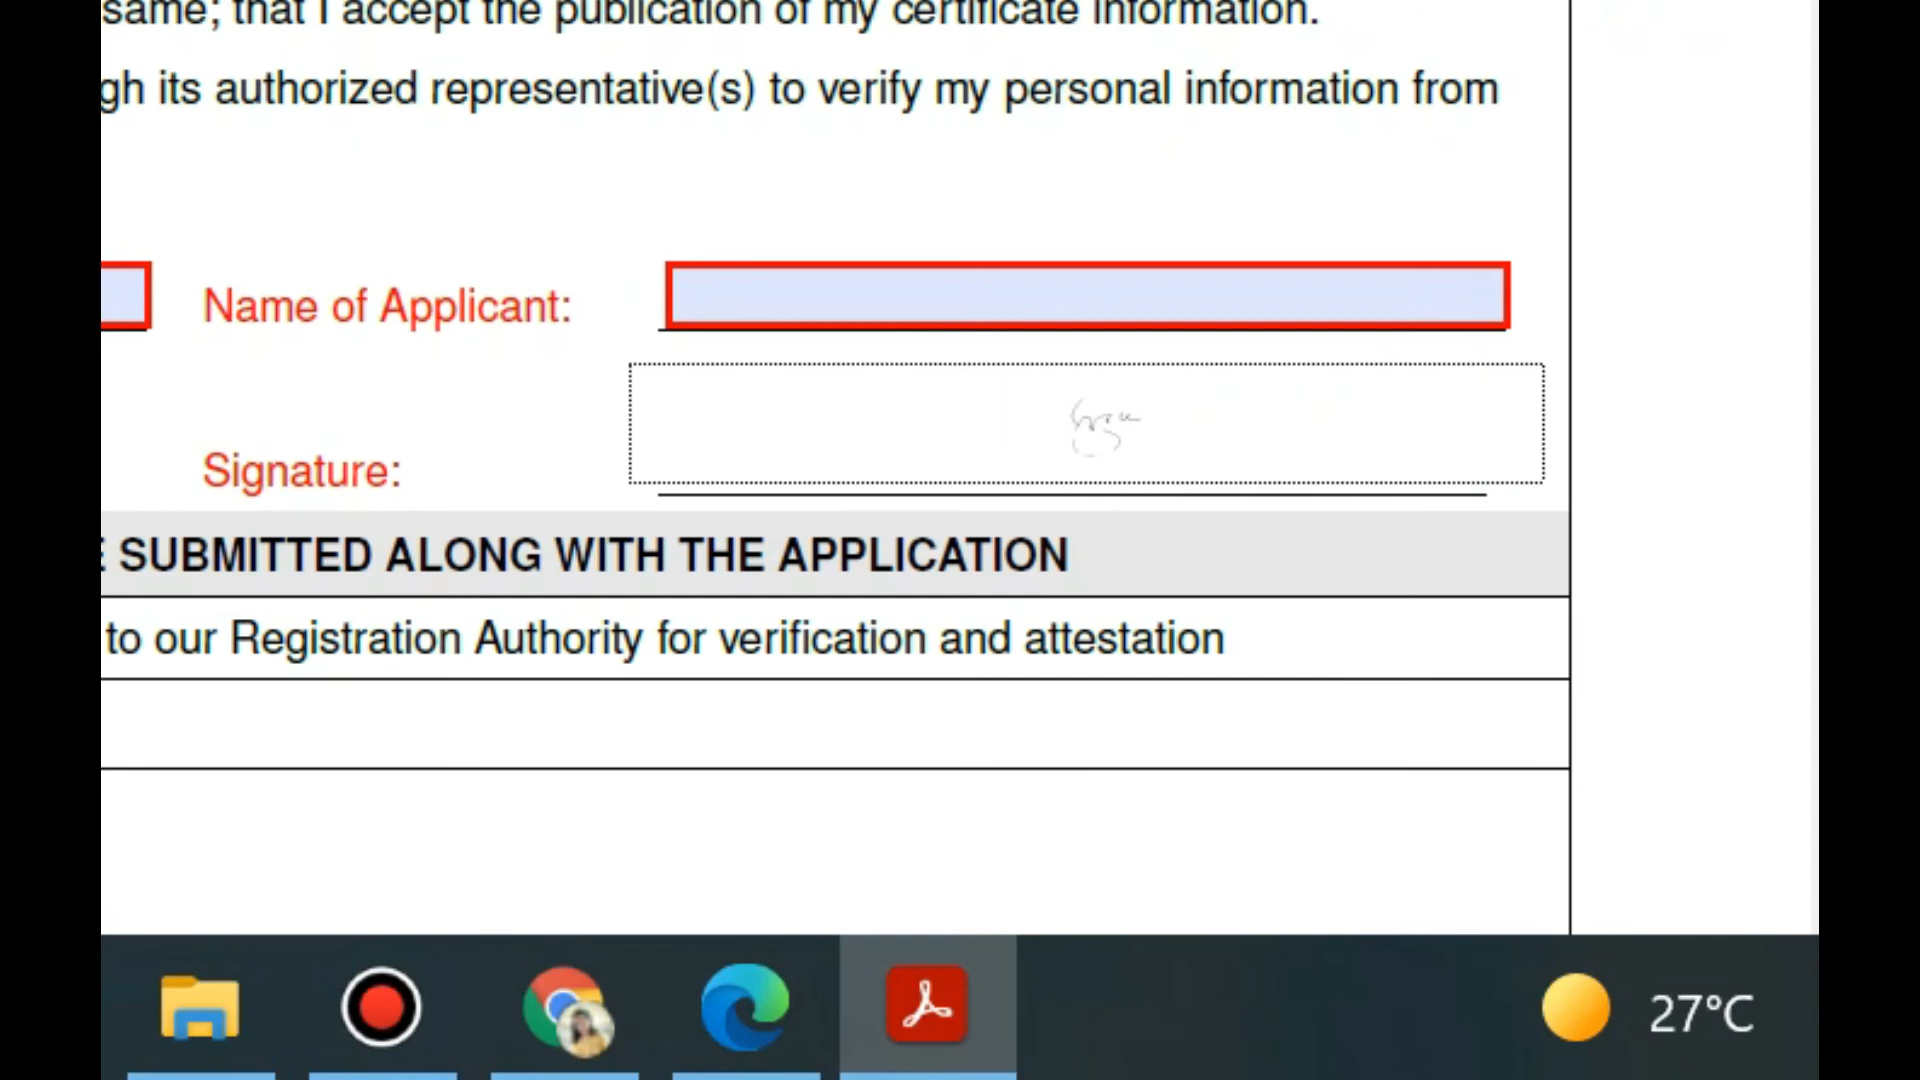 same; that I accept the publication of my certificate information.
gh its authorized representative(s) to verify my personal information from
Name of Applicant:
Signature:
SUBMITTED ALONG WITH THE APPLICATION
to our Registration Authority for verification and attestation
27°C